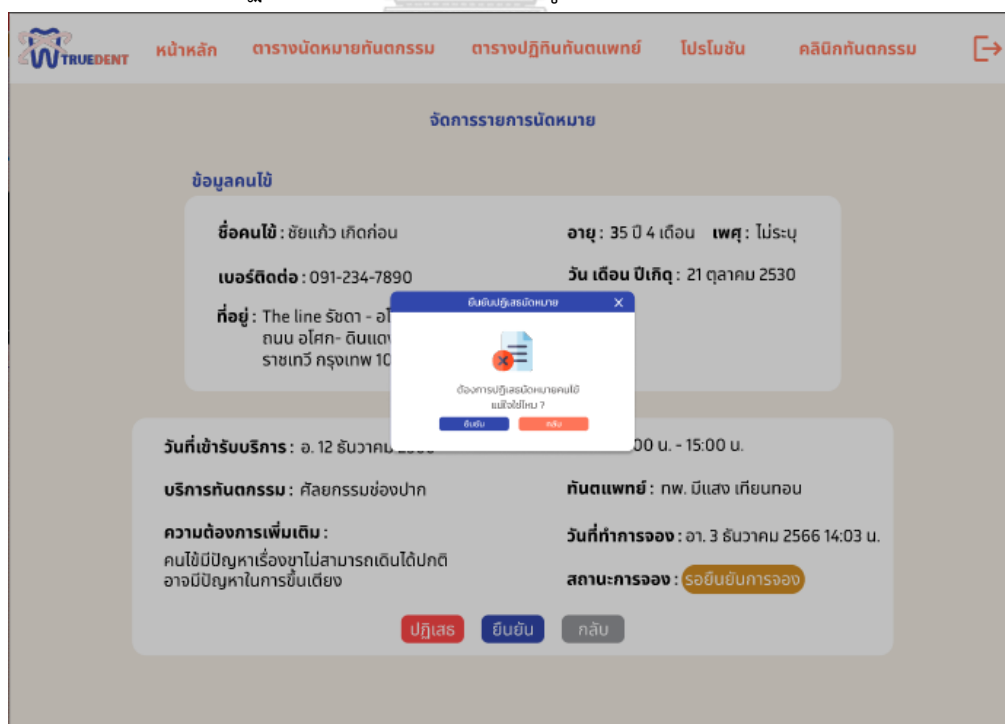 TRUEDENT หน้าหลัก ตารางนัดหมายทันตกรรม ตารางปฏิทินทันตแพทย์ โปรโมชัน คลินิกทันตกรรม
จัดการรายการนัดหมาย
ข้อมูลคนไข้
ชื่อคนไข้ : ชัยแก้ว เกิดก่อน อายุ : 35 ปี 4 เดือน เพศ : ไม่ระบุ
เบอร์ติดต่อ : 091-234-7890 วัน เดือน ปีเกิด : 21 ตุลาคม 2530
ที่อยู่ : The line รัชดา - อโ
ถนน อโศก- ดินแดง
ราชเทวี กรุงเทพ 10
ยืนยันปฏิเสธนัดหมาย X
ต้องการปฏิเสธนัดหมายคนไข้
แน่ใจใช่ไหม ?
ยืนยัน กลับ
วันที่เข้ารับบริการ : อ. 12 ธันวาคม 00 น. - 15:00 น.
บริการทันตกรรม : ศัลยกรรมช่องปาก ทันตแพทย์ : ทพ. มีแสง เทียนทอน
ความต้องการเพิ่มเติม : วันที่ทำการจอง : อา. 3 ธันวาคม 2566 14:03 น.
คนไข้มีปัญหาเรื่องขาไม่สามารถเดินได้ปกติ
อาจมีปัญหาในการขึ้นเตียง สถานะการจอง : รอยืนยันการจอง
ปฏิเสธ ยืนยัน กลับ